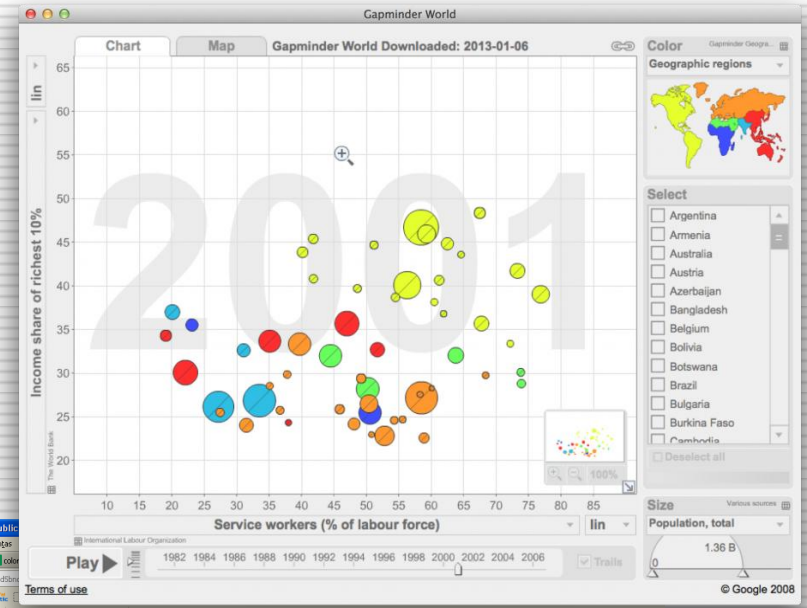 Gapminder World
Chart
Map
Gapminder World Downloaded: 2013-01-06
Color
Gapminder Geogra...
Geographic regions
lin
Income share of richest 10%
The World Bank
65
60
55
50
45
40
35
30
25
20
2001
10 15 20 25 30 35 40 45 50 55 60 65 70 75 80 85
100%
Service workers (% of labour force)
lin
International Labour Organization
Select
Argentina
Armenia
Australia
Austria
Azerbaijan
Bangladesh
Belgium
Bolivia
Botswana
Brazil
Bulgaria
Burkina Faso
Cambodia
Deselect all
Size
Various sources
Population, total
1.36 B
0
Play
1982 1984 1986 1988 1990 1992 1994 1996 1998 2000 2002 2004 2006
Trails
Terms of use
© Google 2008